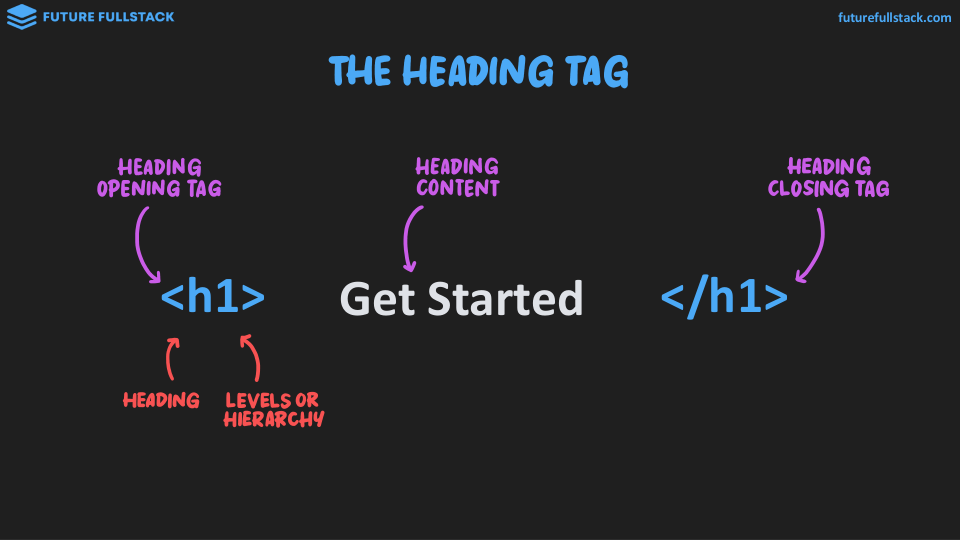 FUTURE FULLSTACK
futurefullstack.com
THE HEADING TAG
HEADING
OPENING TAG
HEADING
CONTENT
HEADING
CLOSING TAG
<h1>
Get Started
</h1>
HEADING
LEVELS OR
HIERARCHY